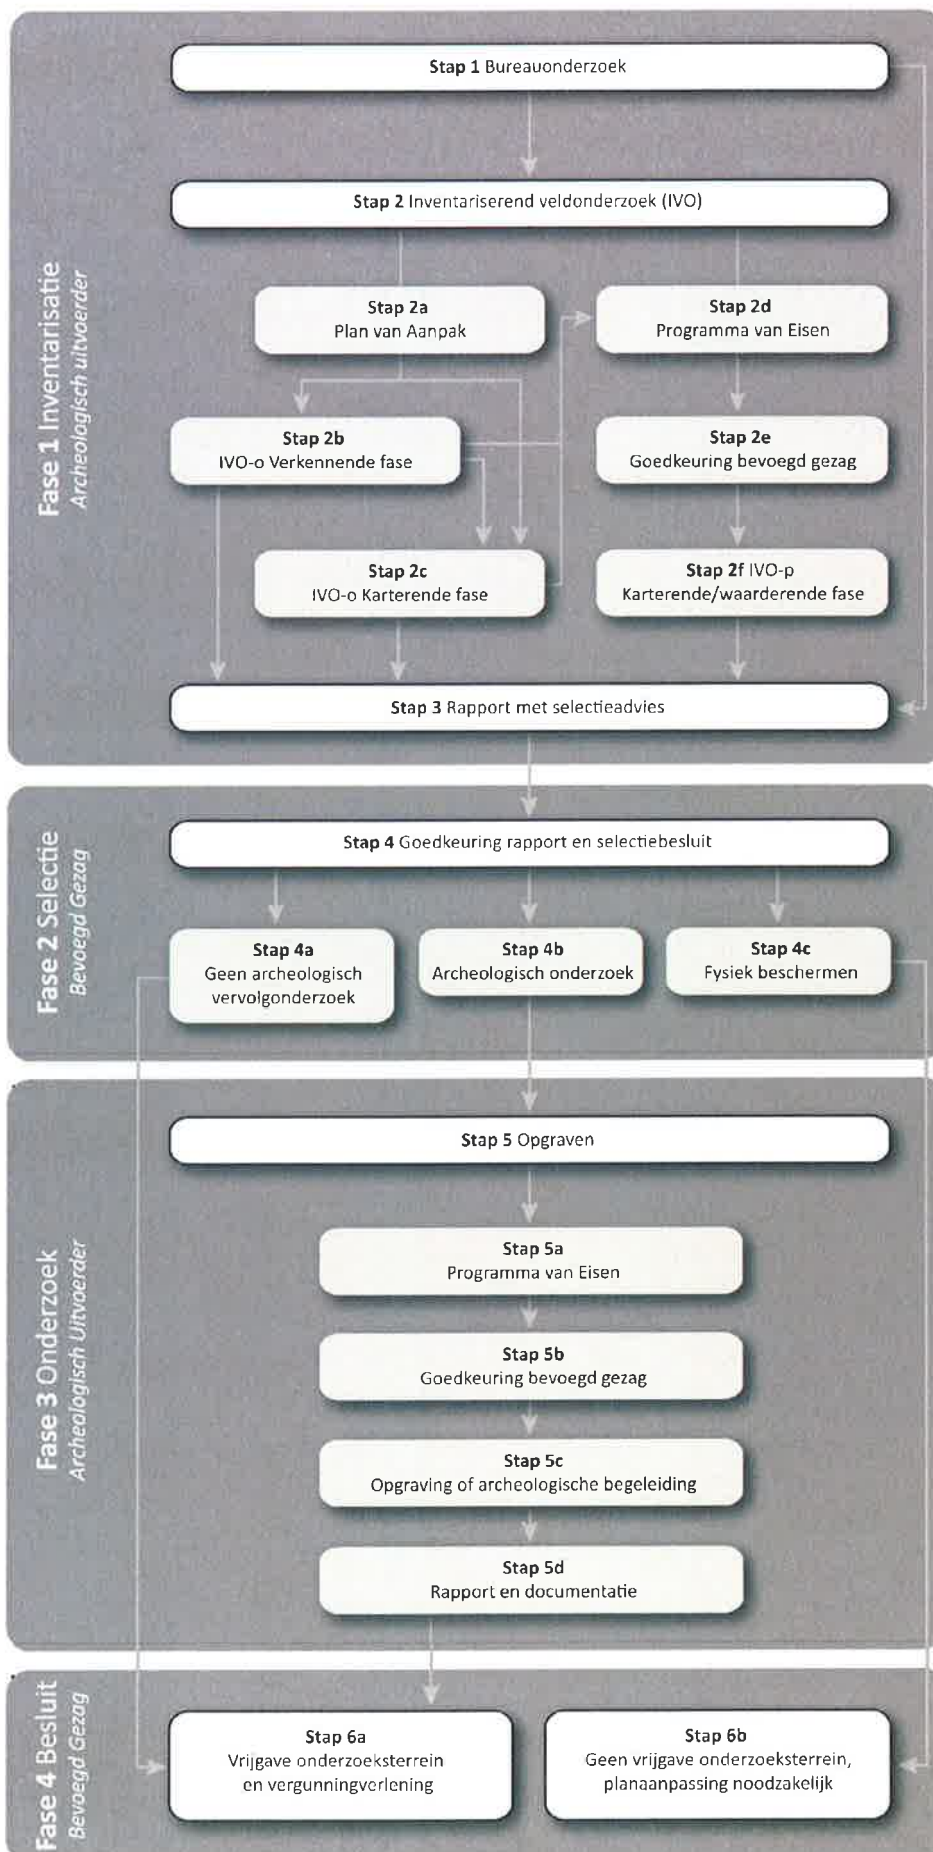 Fase 1 Inventarisatie
Archeologisch uitvoerder
Stap 1 Bureauonderzoek
Stap 2 Inventariserend veldonderzoek (IVO)
Stap 2a
Plan van Aanpak
Stap 2d
Programma van Eisen
Stap 2b
IVO-o Verkennende fase
Stap 2e
Goedkeuring bevoegd gezag
Stap 2c
IVO-o Karterende fase
Stap 2f IVO-p
Karterende/waarderende fase
Stap 3 Rapport met selectieadvies
Fase 2 Selectie
Bevoegd Gezag
Stap 4 Goedkeuring rapport en selectiebesluit
Stap 4a
Geen archeologisch
vervolgonderzoek
Stap 4b
Archeologisch onderzoek
Stap 4c
Fysiek beschermen
Fase 3 Onderzoek
Archeologisch Uitvoerder
Stap 5 Opgraven
Stap 5a
Programma van Eisen
Stap 5b
Goedkeuring bevoegd gezag
Stap 5c
Opgraving of archeologische begeleiding
Stap 5d
Rapport en documentatie
Fase 4 Besluit
Bevoegd Gezag
Stap 6a
Vrijgave onderzoeksterrein
en vergunningverlening
Stap 6b
Geen vrijgave onderzoeksterrein,
planaanpassing noodzakelijk